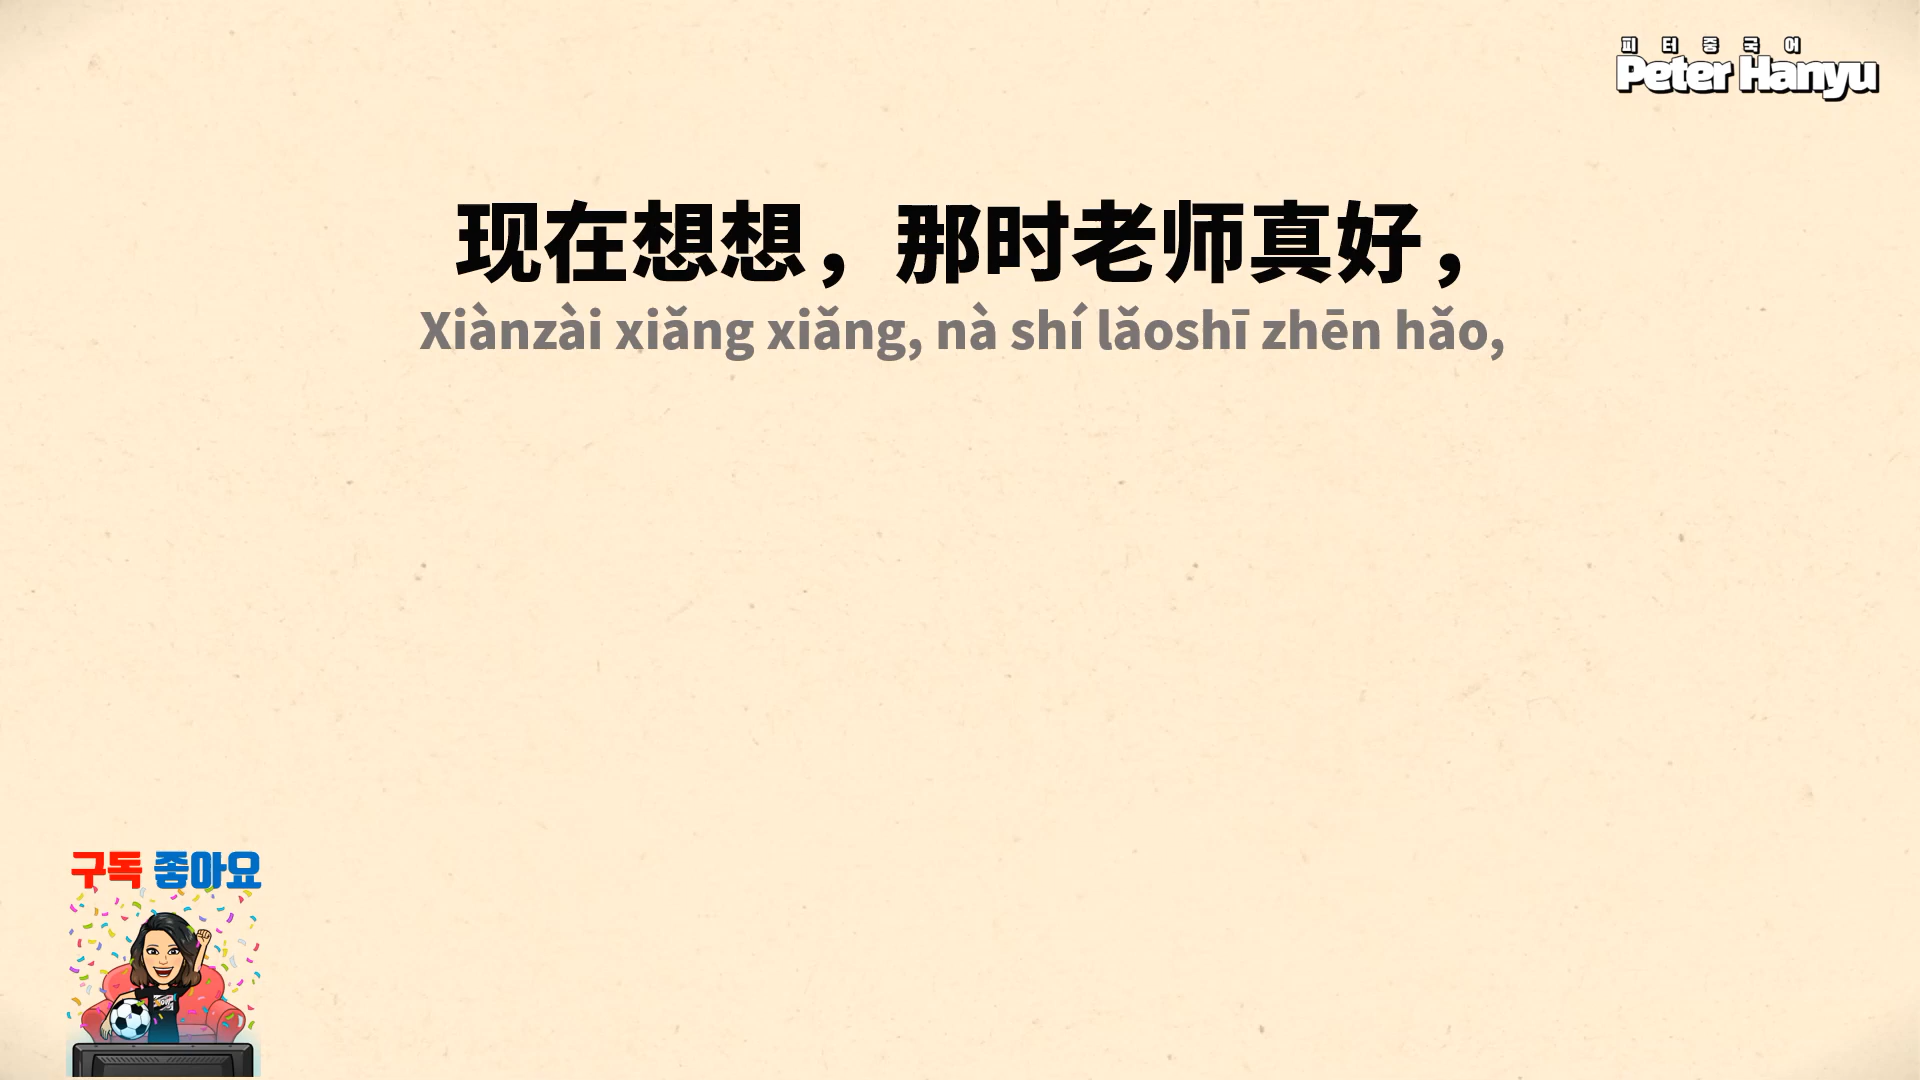 피터중국어
Peter Hanyu
现在想想，那时老师真好，
Xiànzài xiǎng xiǎng, nà shí lǎoshī zhēn hǎo,
구독 좋아요